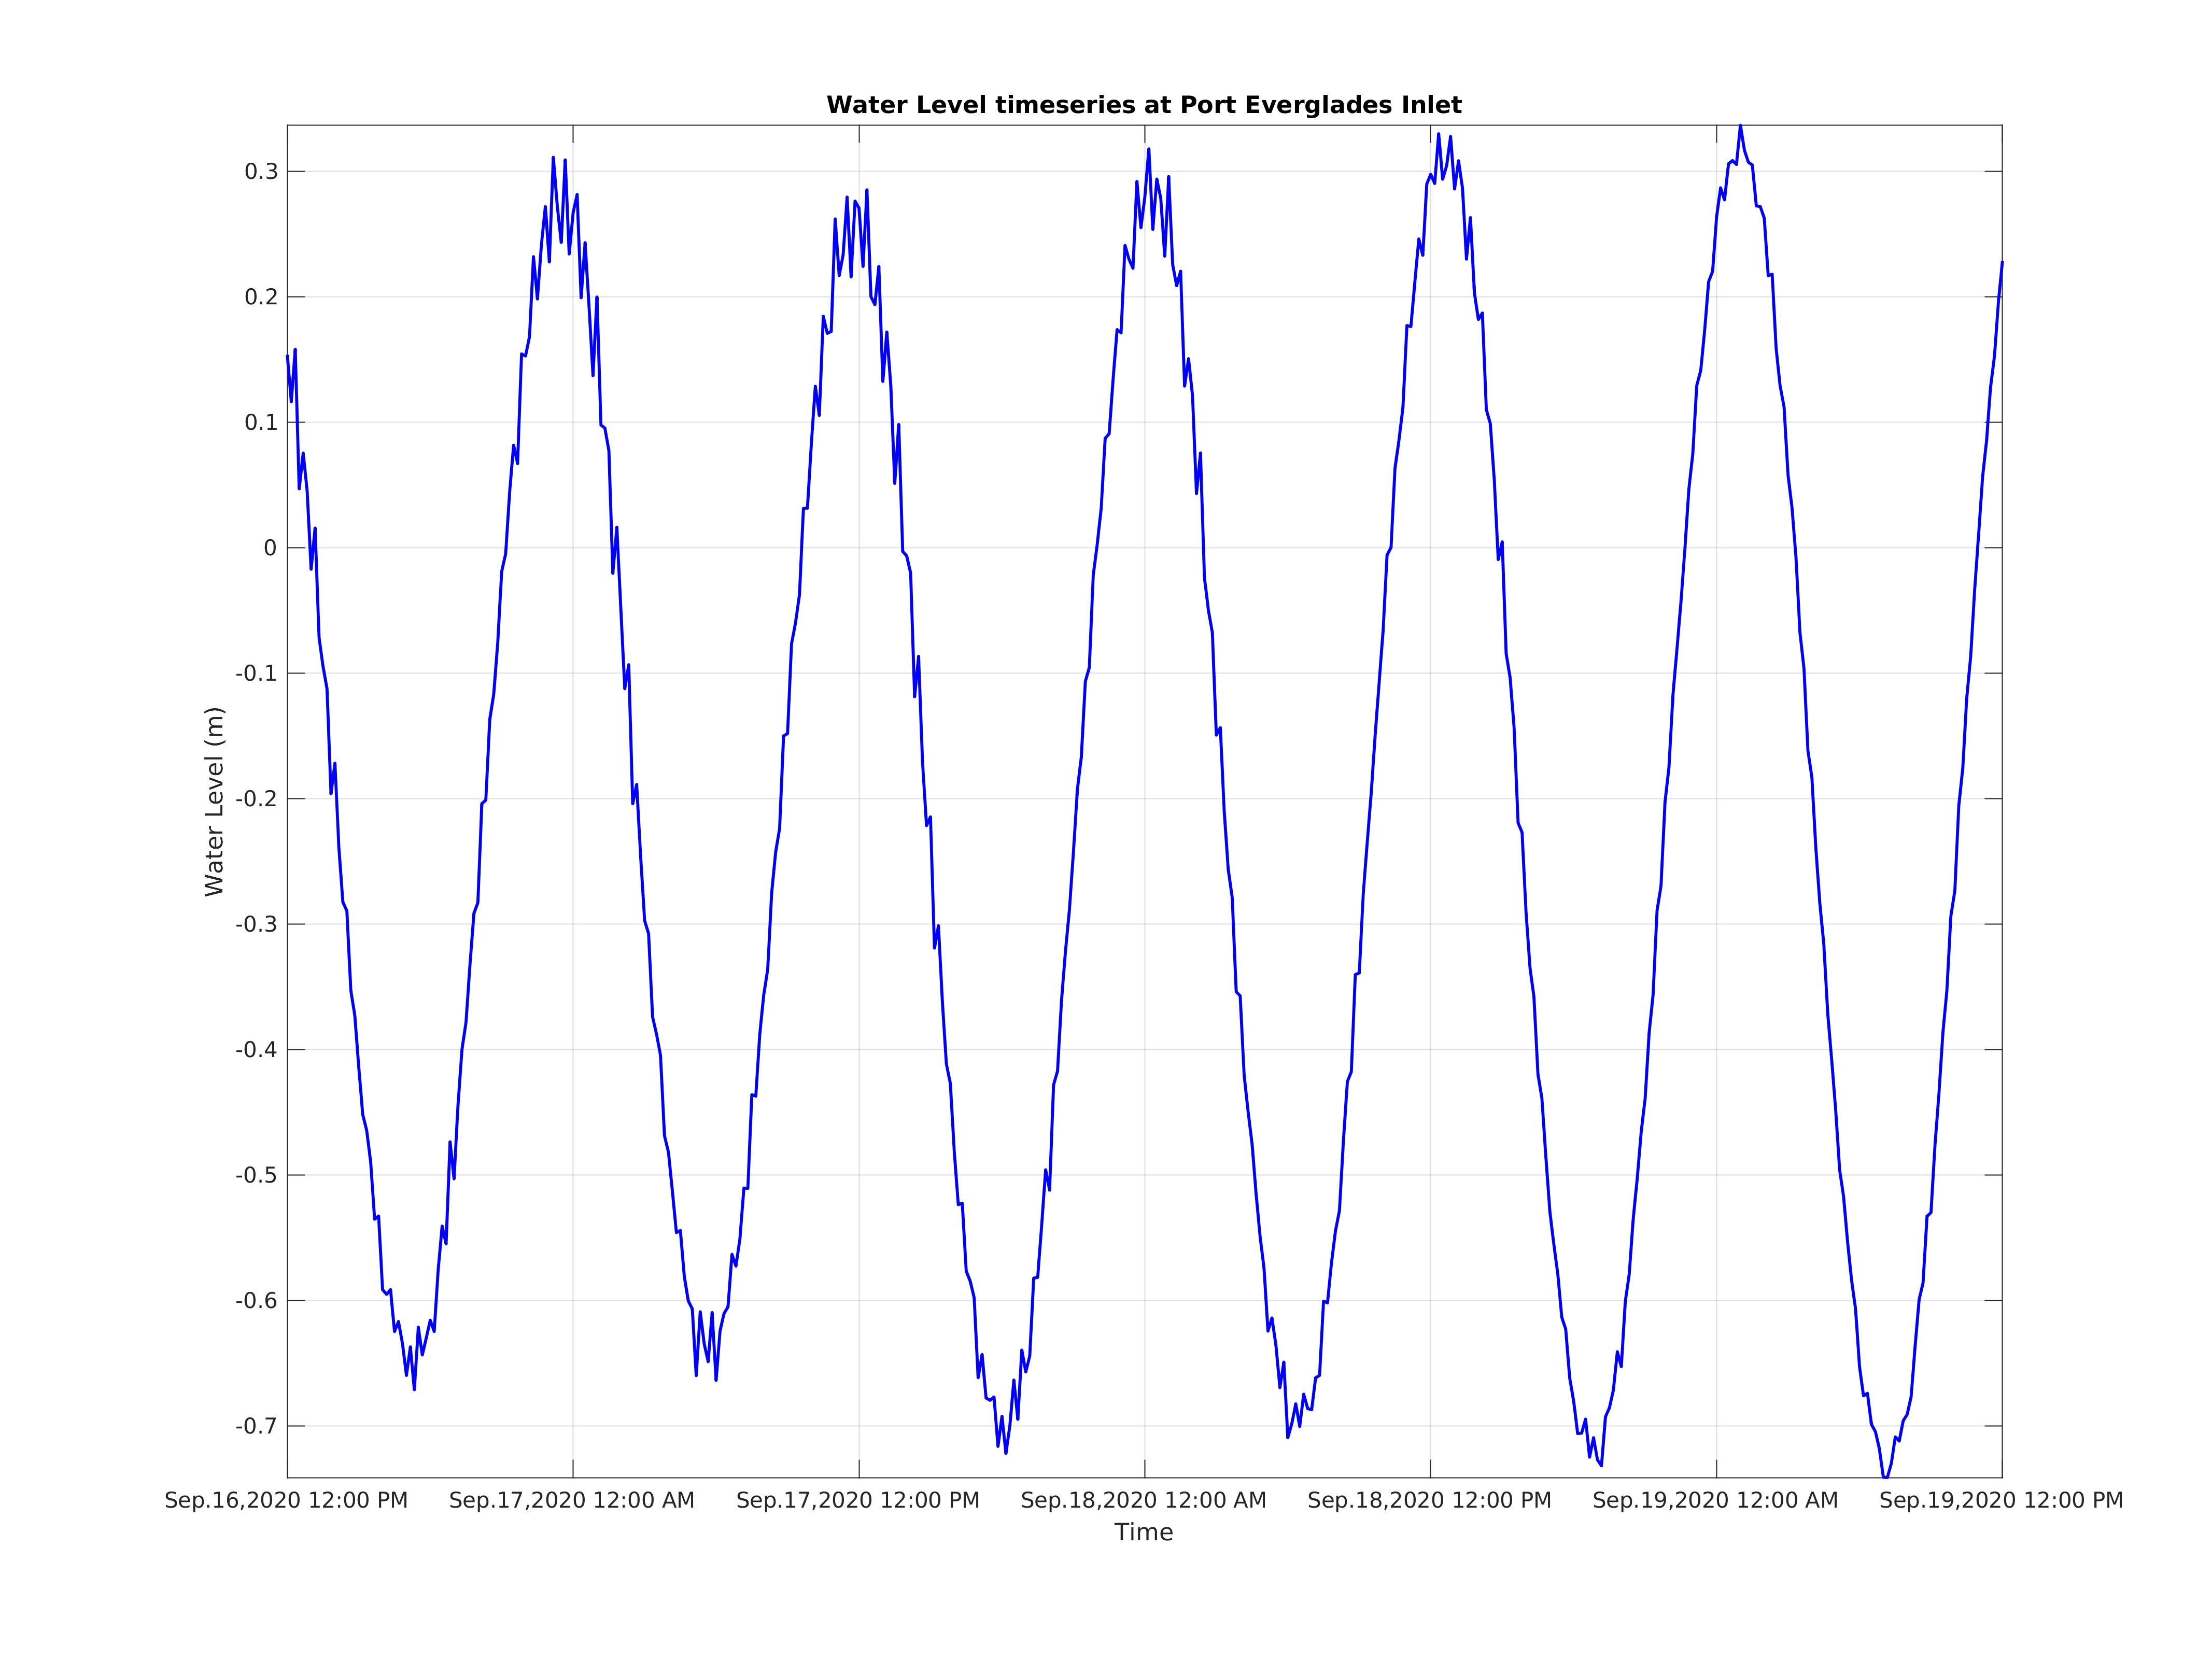 Water Level timeseries at Port Everglades Inlet
0.3
0.2
0.1
0
-0.1
-0.2
-0.3
-0.4
-0.5
-0.6
-0.7
Water Level (m)
Sep.16,2020 12:00 PM
Sep.17,2020 12:00 AM
Sep.17,2020 12:00 PM
Sep.18,2020 12:00 AM
Sep.18,2020 12:00 PM
Sep.19,2020 12:00 AM
Sep.19,2020 12:00 PM
Time